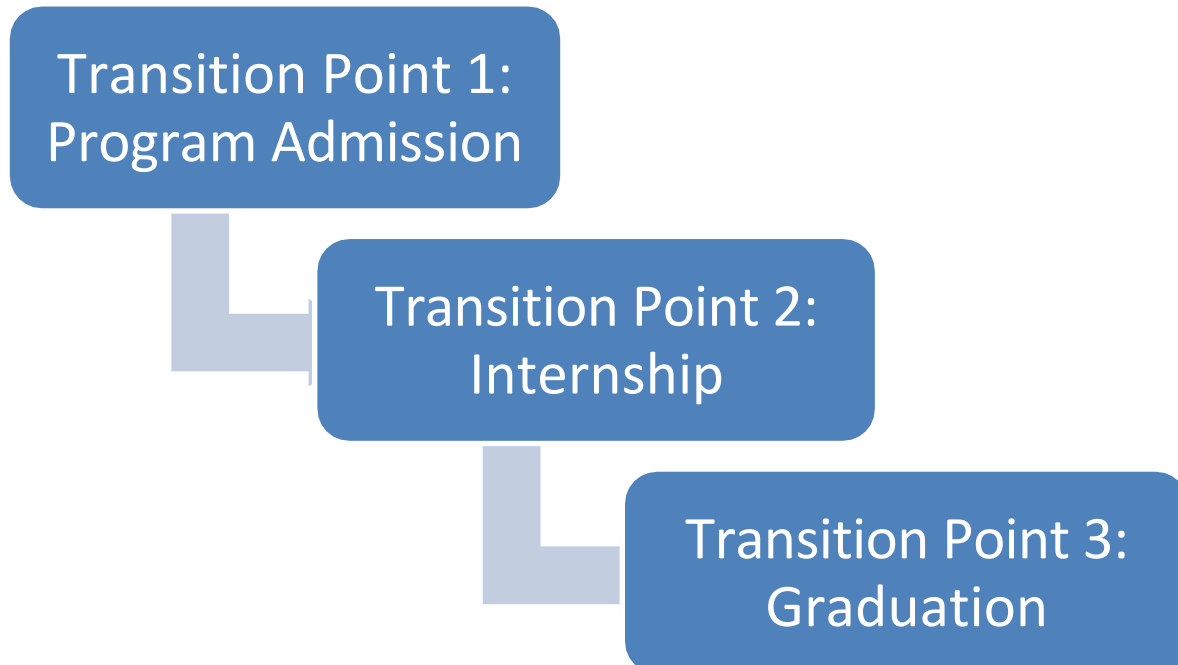 Transition Point 1:
Program Admission
Transition Point 2:
Internship
Transition Point 3:
Graduation